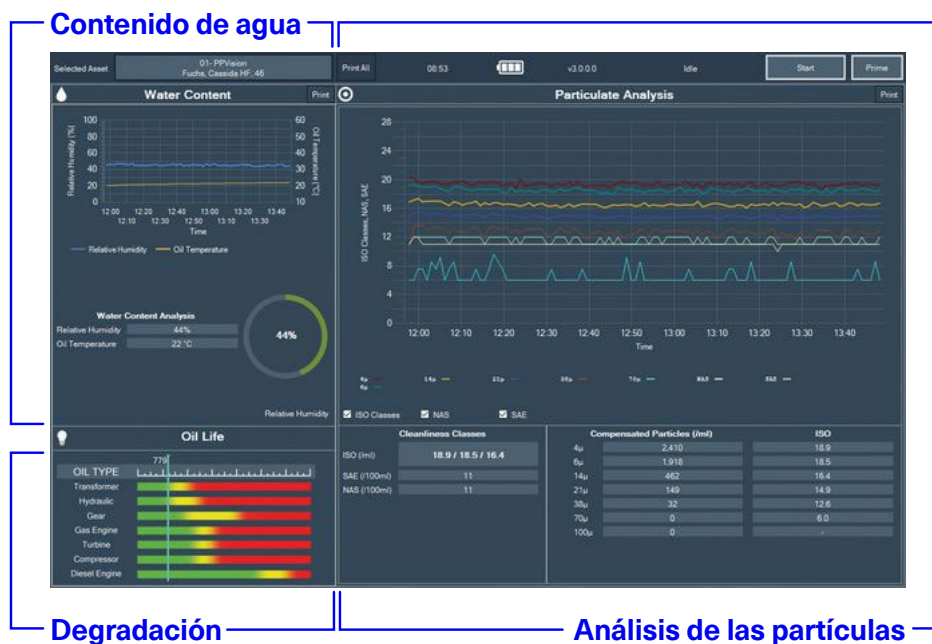 Contenido de agua
Selected Asset
01- PPVision
Fuchs, Cassida HF. 46
Print All
08:53
v3.0.0.0
Idle
Start
Prime
Water Content
Print
Relative Humidity (%)
100
80
60
40
20
0
60
50
40
30
20
10
Oil Temperature (°C)
12:00 12:20 12:40 13:00 13:20 13:40
12:10 12:30 12:50 13:10 13:30
Time
Relative Humidity
Oil Temperature
Water Content Analysis
Relative Humidity 44%
Oil Temperature 22 °C
44%
Relative Humidity
Oil Life
779
OIL TYPE
Transformer
Hydraulic
Gear
Gas Engine
Turbine
Compressor
Diesel Engine
Particulate Analysis
Print
ISO Classes, NAS, SAE
28
24
20
16
12
8
4
0
12:00 12:10 12:20 12:30 12:40 12:50 13:00 13:10 13:20 13:30 13:40
Time
4µ 14µ 21µ 38µ 70µ NAS SAE
6µ
ISO Classes NAS SAE
Cleanliness Classes
ISO (/ml) 18.9 / 18.5 / 16.4
SAE (/100ml) 11
NAS (/100ml) 11
Compensated Particles (/ml) ISO
4µ 2,410 18.9
6µ 1,918 18.5
14µ 462 16.4
21µ 149 14.9
38µ 32 12.6
70µ 0 6.0
100µ 0 -
Degradación
Análisis de las partículas